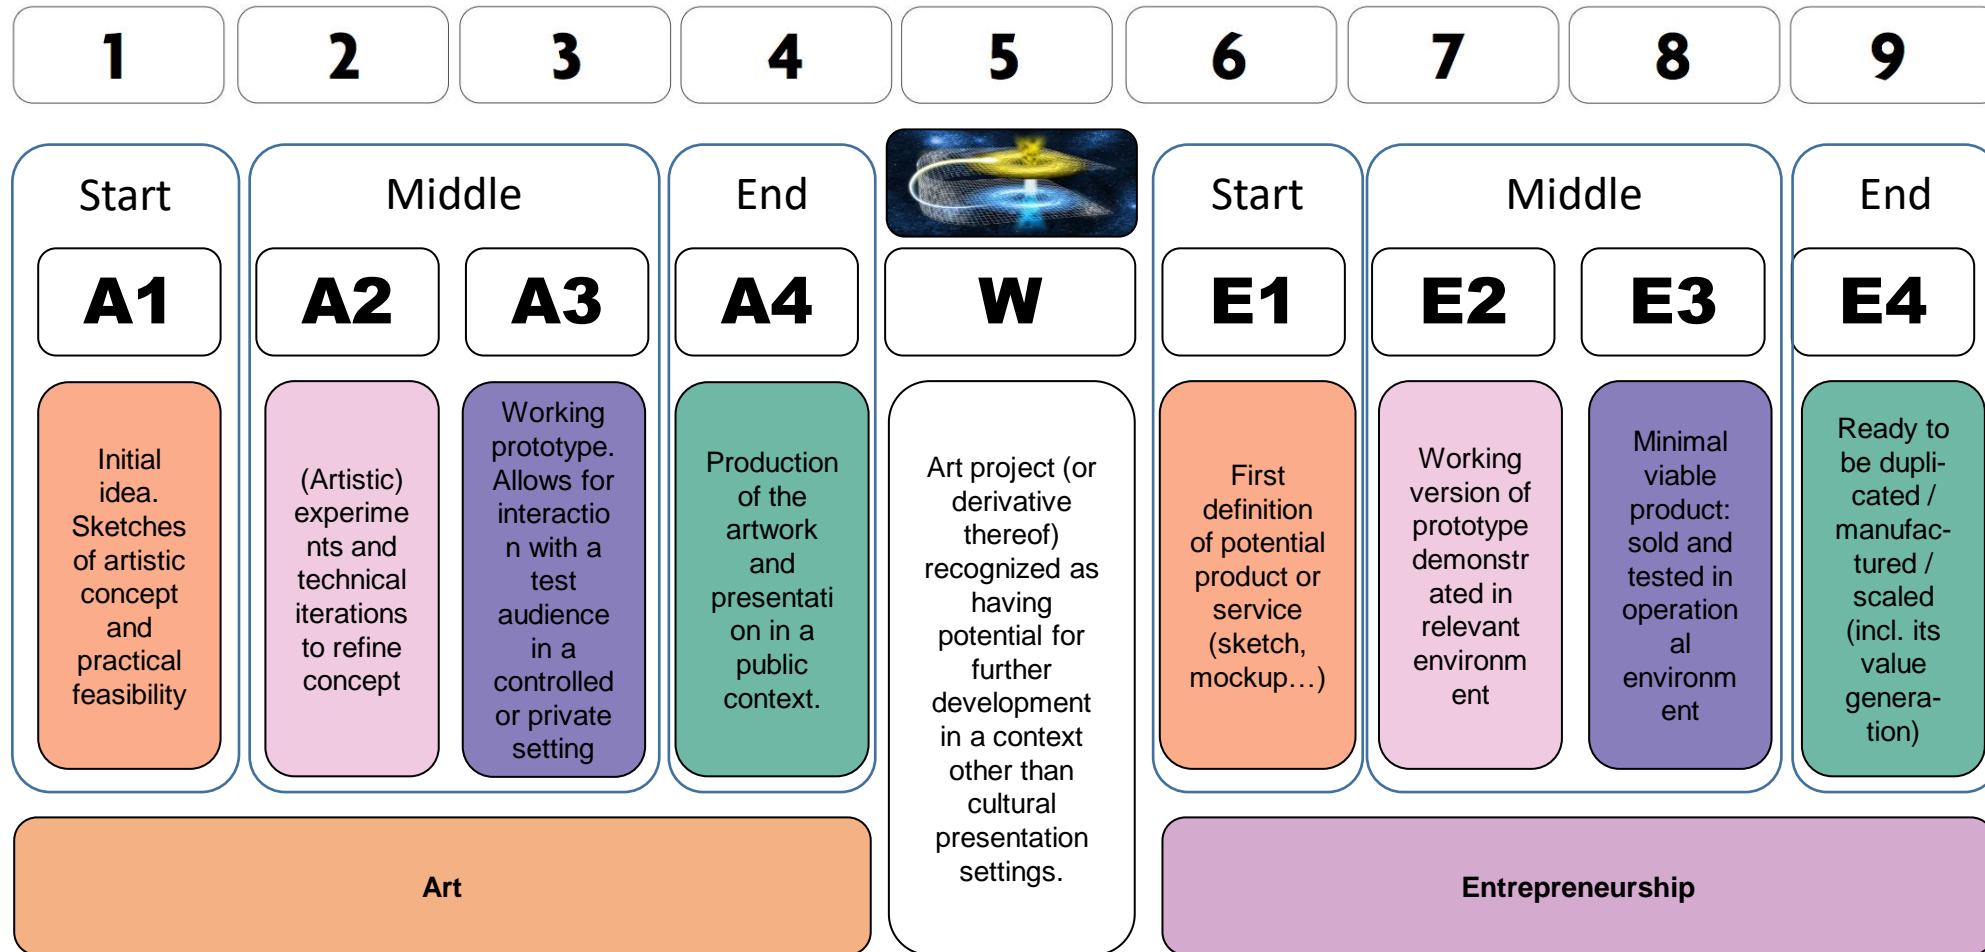 1
2
3
4
5
6
7
8
9
Start
Middle
End
Start
Middle
End
A1
A2
A3
A4
W
E1
E2
E3
E4
Initial
idea.
Sketches
of artistic
concept
and
practical
feasibility
(Artistic)
experime
nts and
technical
iterations
to refine
concept
Working
prototype.
Allows for
interactio
n with a
test
audience
in a
controlled
or private
setting
Production
of the
artwork
and
presentati
on in a
public
context.
Art project (or
derivative
thereof)
recognized as
having
potential for
further
development
in a context
other than
cultural
presentation
settings.
First
definition
of potential
product or
service
(sketch,
mockup…)
Working
version of
prototype
demonstr
ated in
relevant
environm
ent
Minimal
viable
product:
sold and
tested in
operation
al
environm
ent
Ready to
be dupli-
cated /
manufac-
tured /
scaled
(incl. its
value
genera-
tion)
Art
Entrepreneurship